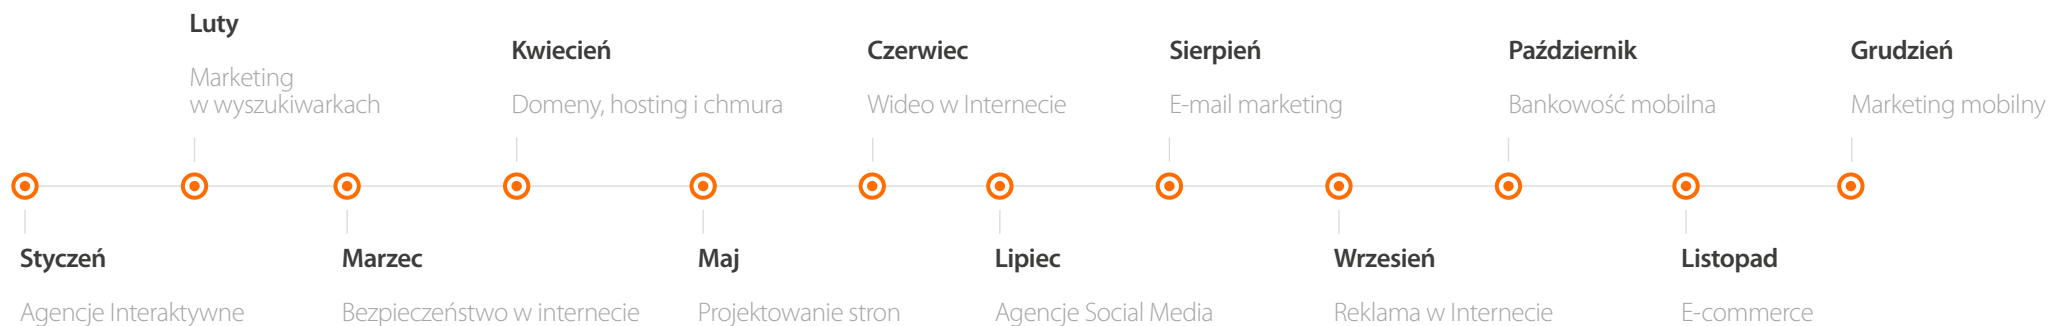 Luty
Marketing
w wyszukiwarkach
Kwiecień
Domeny, hosting i chmura
Czerwiec
Wideo w Internecie
Sierpień
E-mail marketing
Październik
Bankowość mobilna
Grudzień
Marketing mobilny
Styczeń
Agencje Interaktywne
Marzec
Bezpieczeństwo w internecie
Maj
Projektowanie stron
Lipiec
Agencje Social Media
Wrzesień
Reklama w Internecie
Listopad
E-commerce